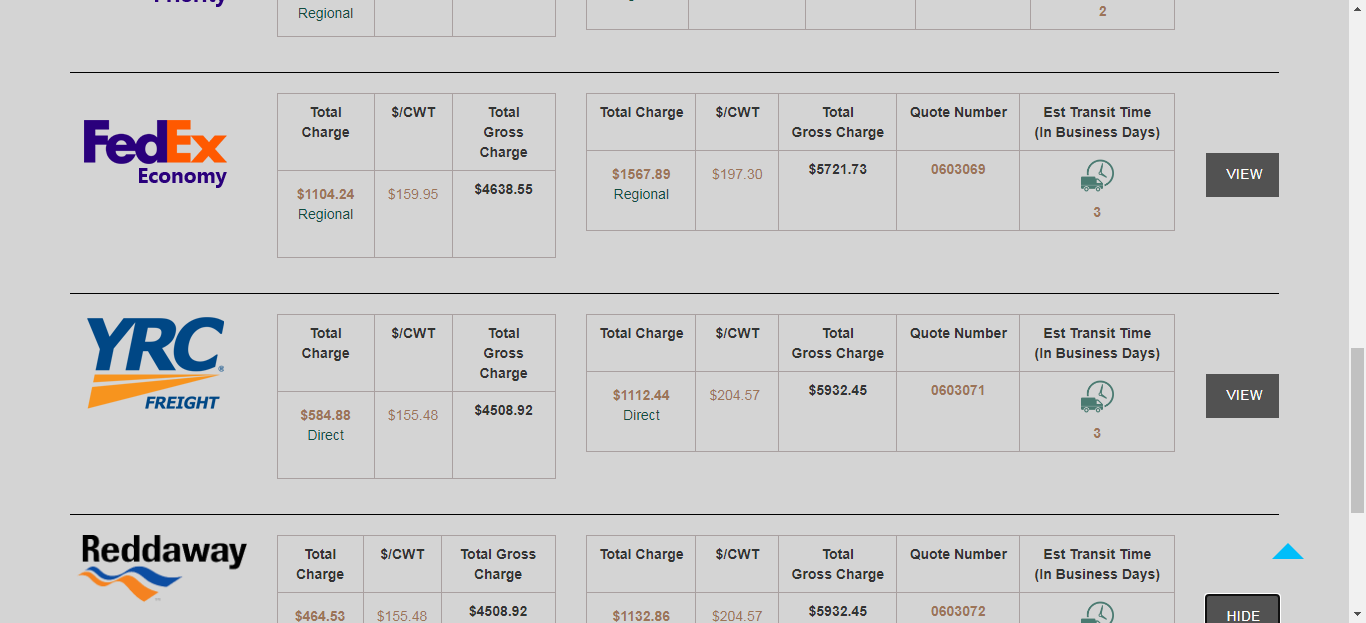 Priority
Regional
2
FedEx
Economy
Total
Charge
$/CWT
Total
Gross
Charge
$1104.24
Regional
$159.95
$4638.55
Total Charge
$/CWT
Total
Gross Charge
Quote Number
Est Transit Time
(In Business Days)
$1567.89
Regional
$197.30
$5721.73
0603069
3
VIEW
YRC
FREIGHT
Total
Charge
$/CWT
Total
Gross
Charge
$584.88
Direct
$155.48
$4508.92
Total Charge
$/CWT
Total
Gross Charge
Quote Number
Est Transit Time
(In Business Days)
$1112.44
Direct
$204.57
$5932.45
0603071
3
VIEW
Reddaway
Total
Charge
$/CWT
Total Gross
Charge
$464.53
$155.48
$4508.92
Total Charge
$/CWT
Total
Gross Charge
Quote Number
Est Transit Time
(In Business Days)
$1132.86
$204.57
$5932.45
0603072
HIDE